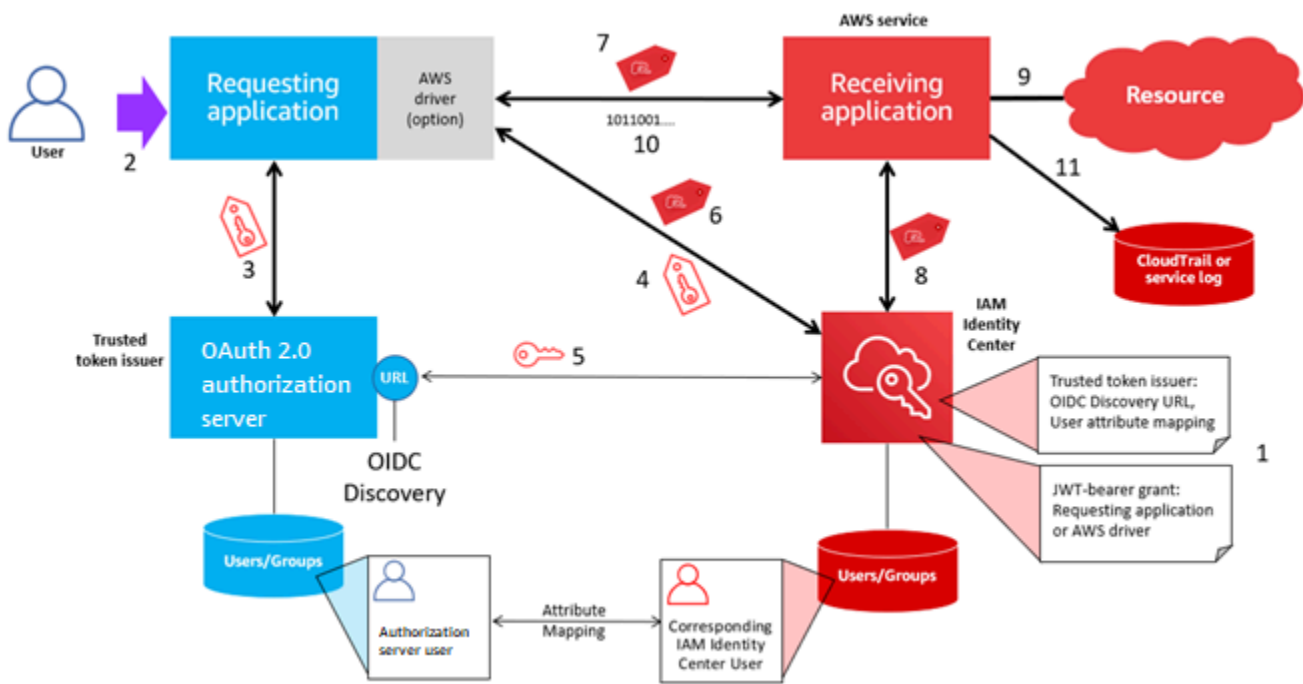 AWS service
7
Requesting
application
AWS
driver
(option)
Receiving
application
9
Resource
User
2
1011001....
10
11
3
6
4
8
CloudTrail or
service log
Trusted
token issuer
OAuth 2.0
authorization
server
URL
5
IAM
Identity
Center
Trusted token issuer:
OIDC Discovery URL,
User attribute mapping
1
OIDC
Discovery
JWT-bearer grant:
Requesting application
or AWS driver
Users/Groups
Users/Groups
Authorization
server user
Attribute
Mapping
Corresponding
IAM Identity
Center User